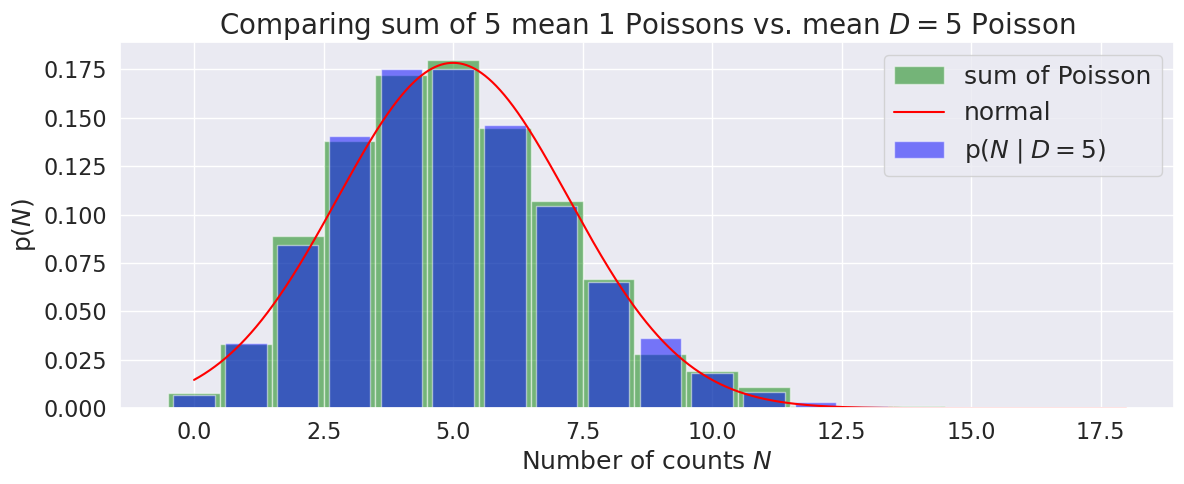 Comparing sum of 5 mean 1 Poissons vs. mean D = 5 Poisson
sum of Poisson
normal
p(N | D = 5)
p(N)
0.175
0.150
0.125
0.100
0.075
0.050
0.025
0.000
0.0 2.5 5.0 7.5 10.0 12.5 15.0 17.5
Number of counts N